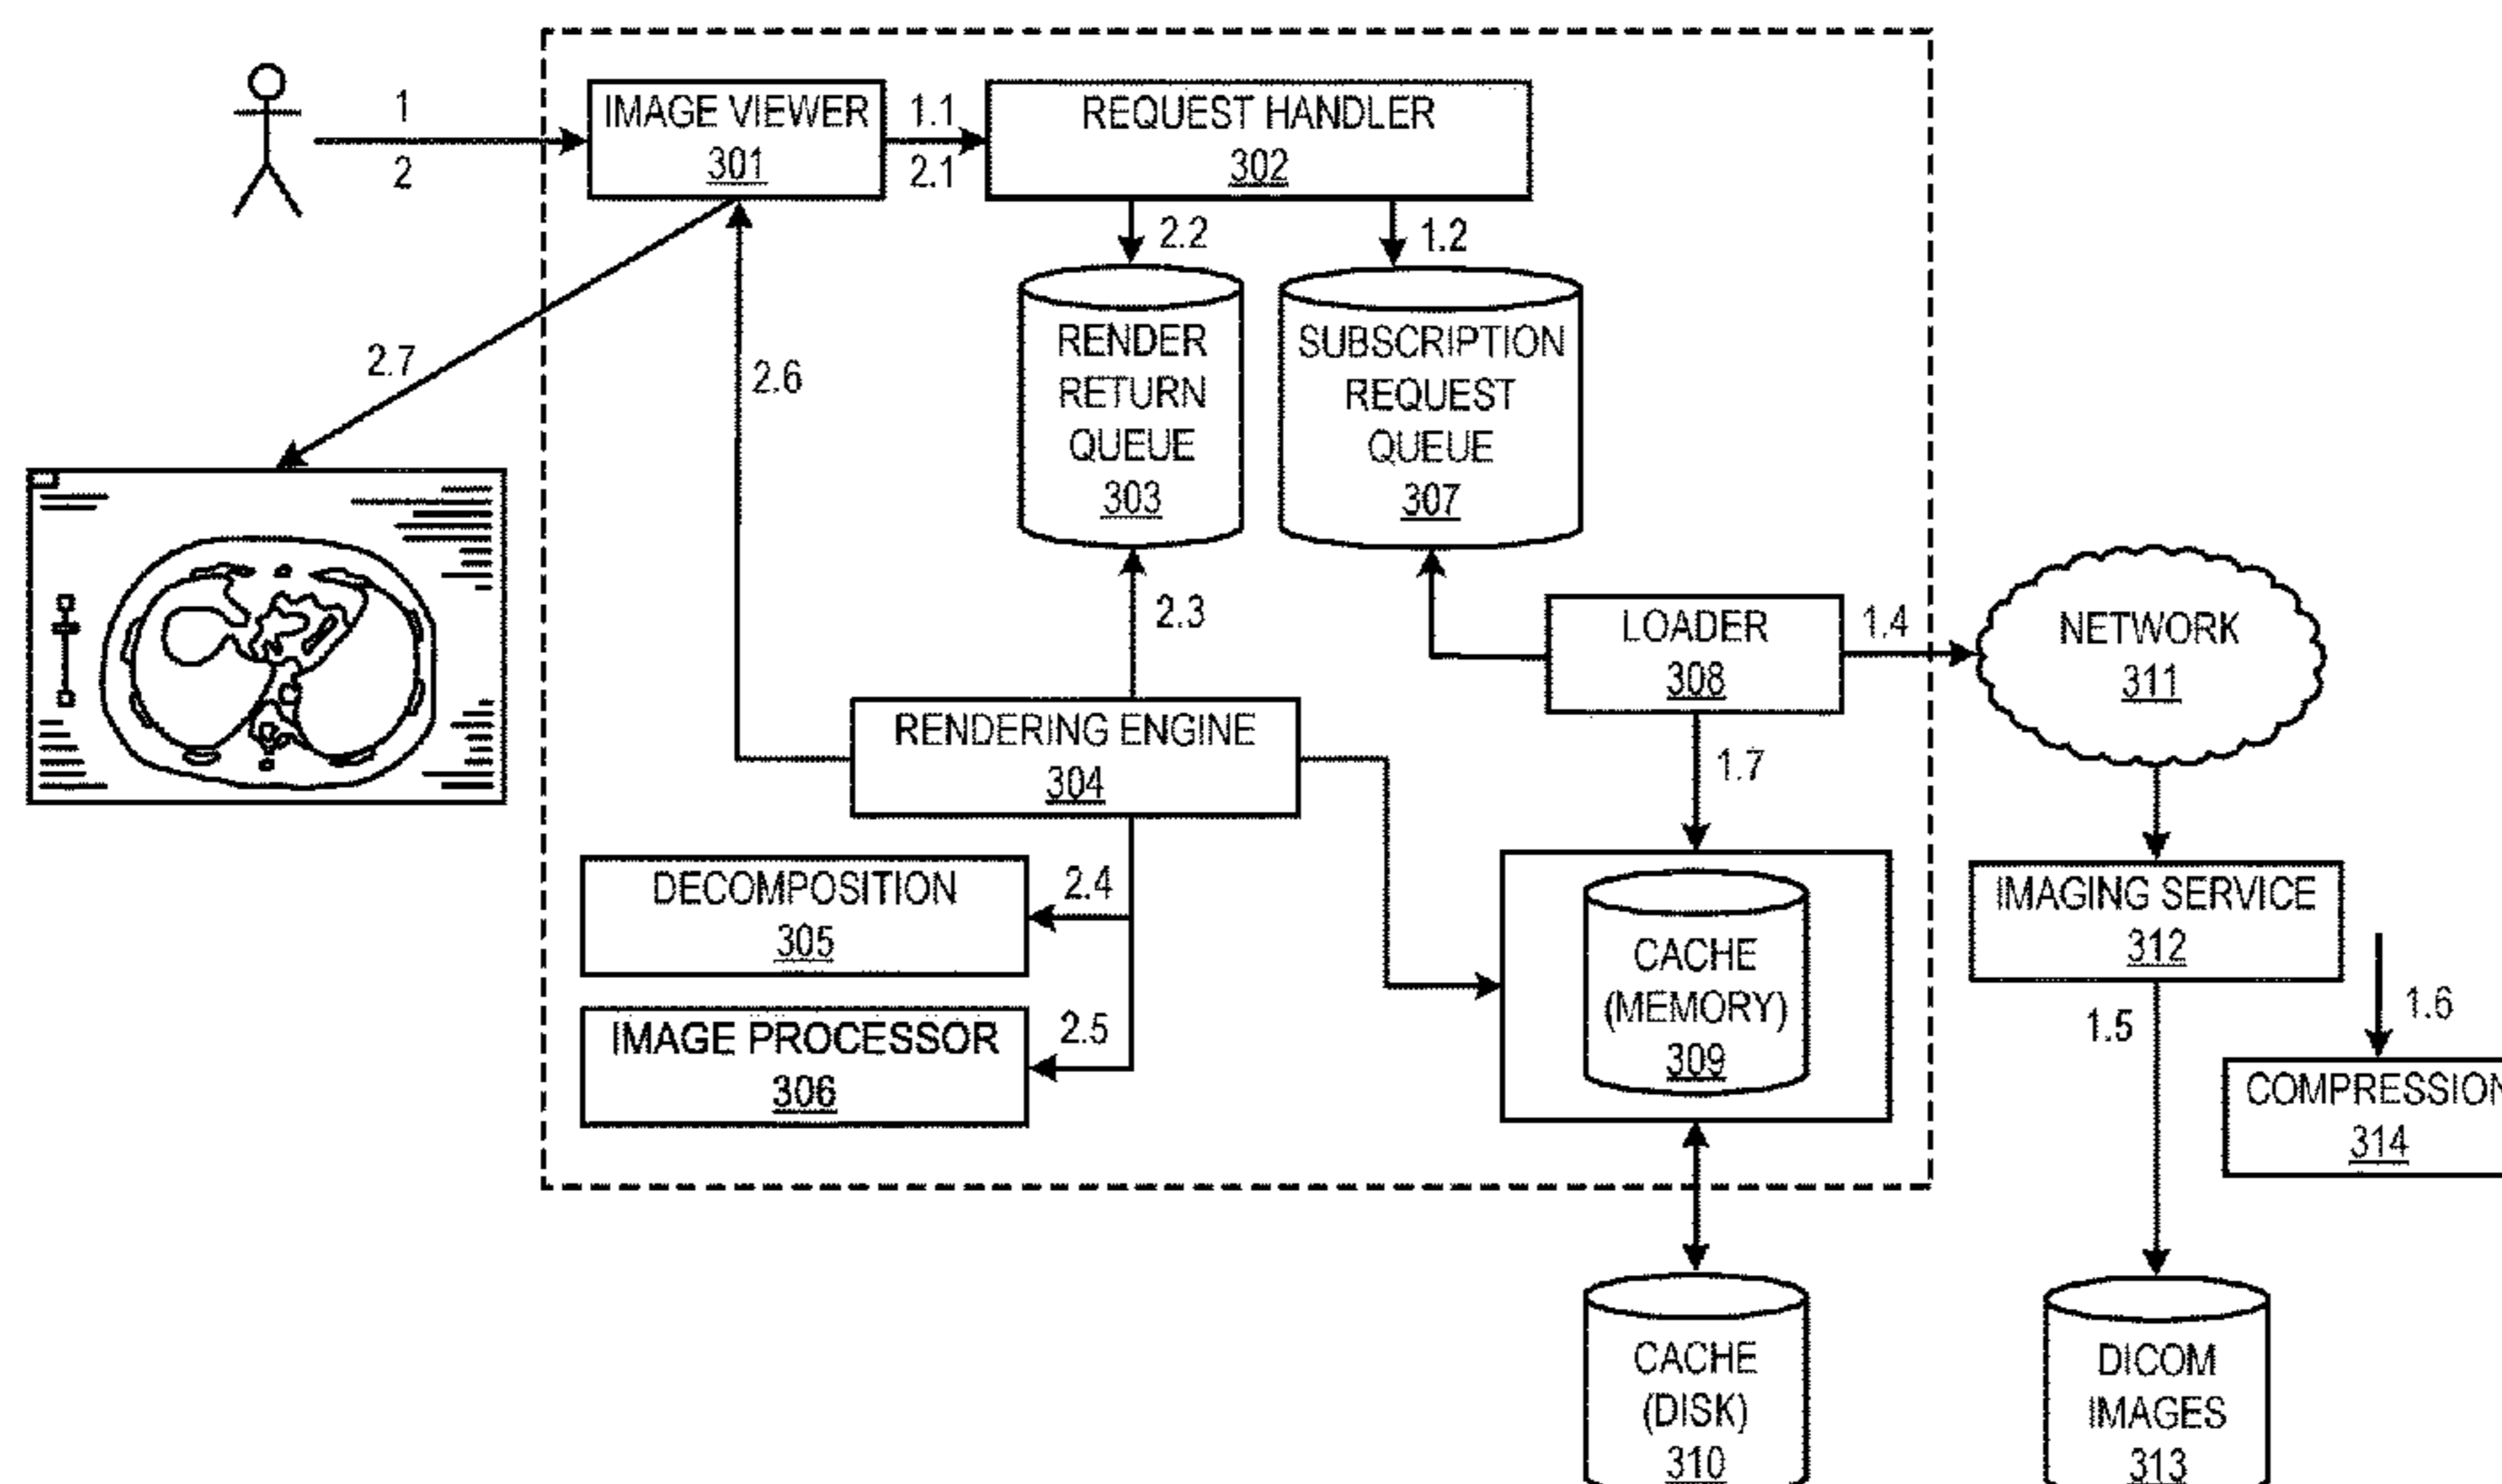 1
2
IMAGE VIEWER
301
1.1
2.1
REQUEST HANDLER
302
2.2
1.2
2.7
2.6
RENDER
RETURN
QUEUE
303
SUBSCRIPTION
REQUEST
QUEUE
307
2.3
LOADER
308
1.4
NETWORK
311
RENDERING ENGINE
304
1.7
DECOMPOSITION
305
2.4
IMAGE PROCESSOR
306
2.5
CACHE
(MEMORY)
309
IMAGING SERVICE
312
1.5
1.6
COMPRESSION
314
CACHE
(DISK)
310
DICOM
IMAGES
313